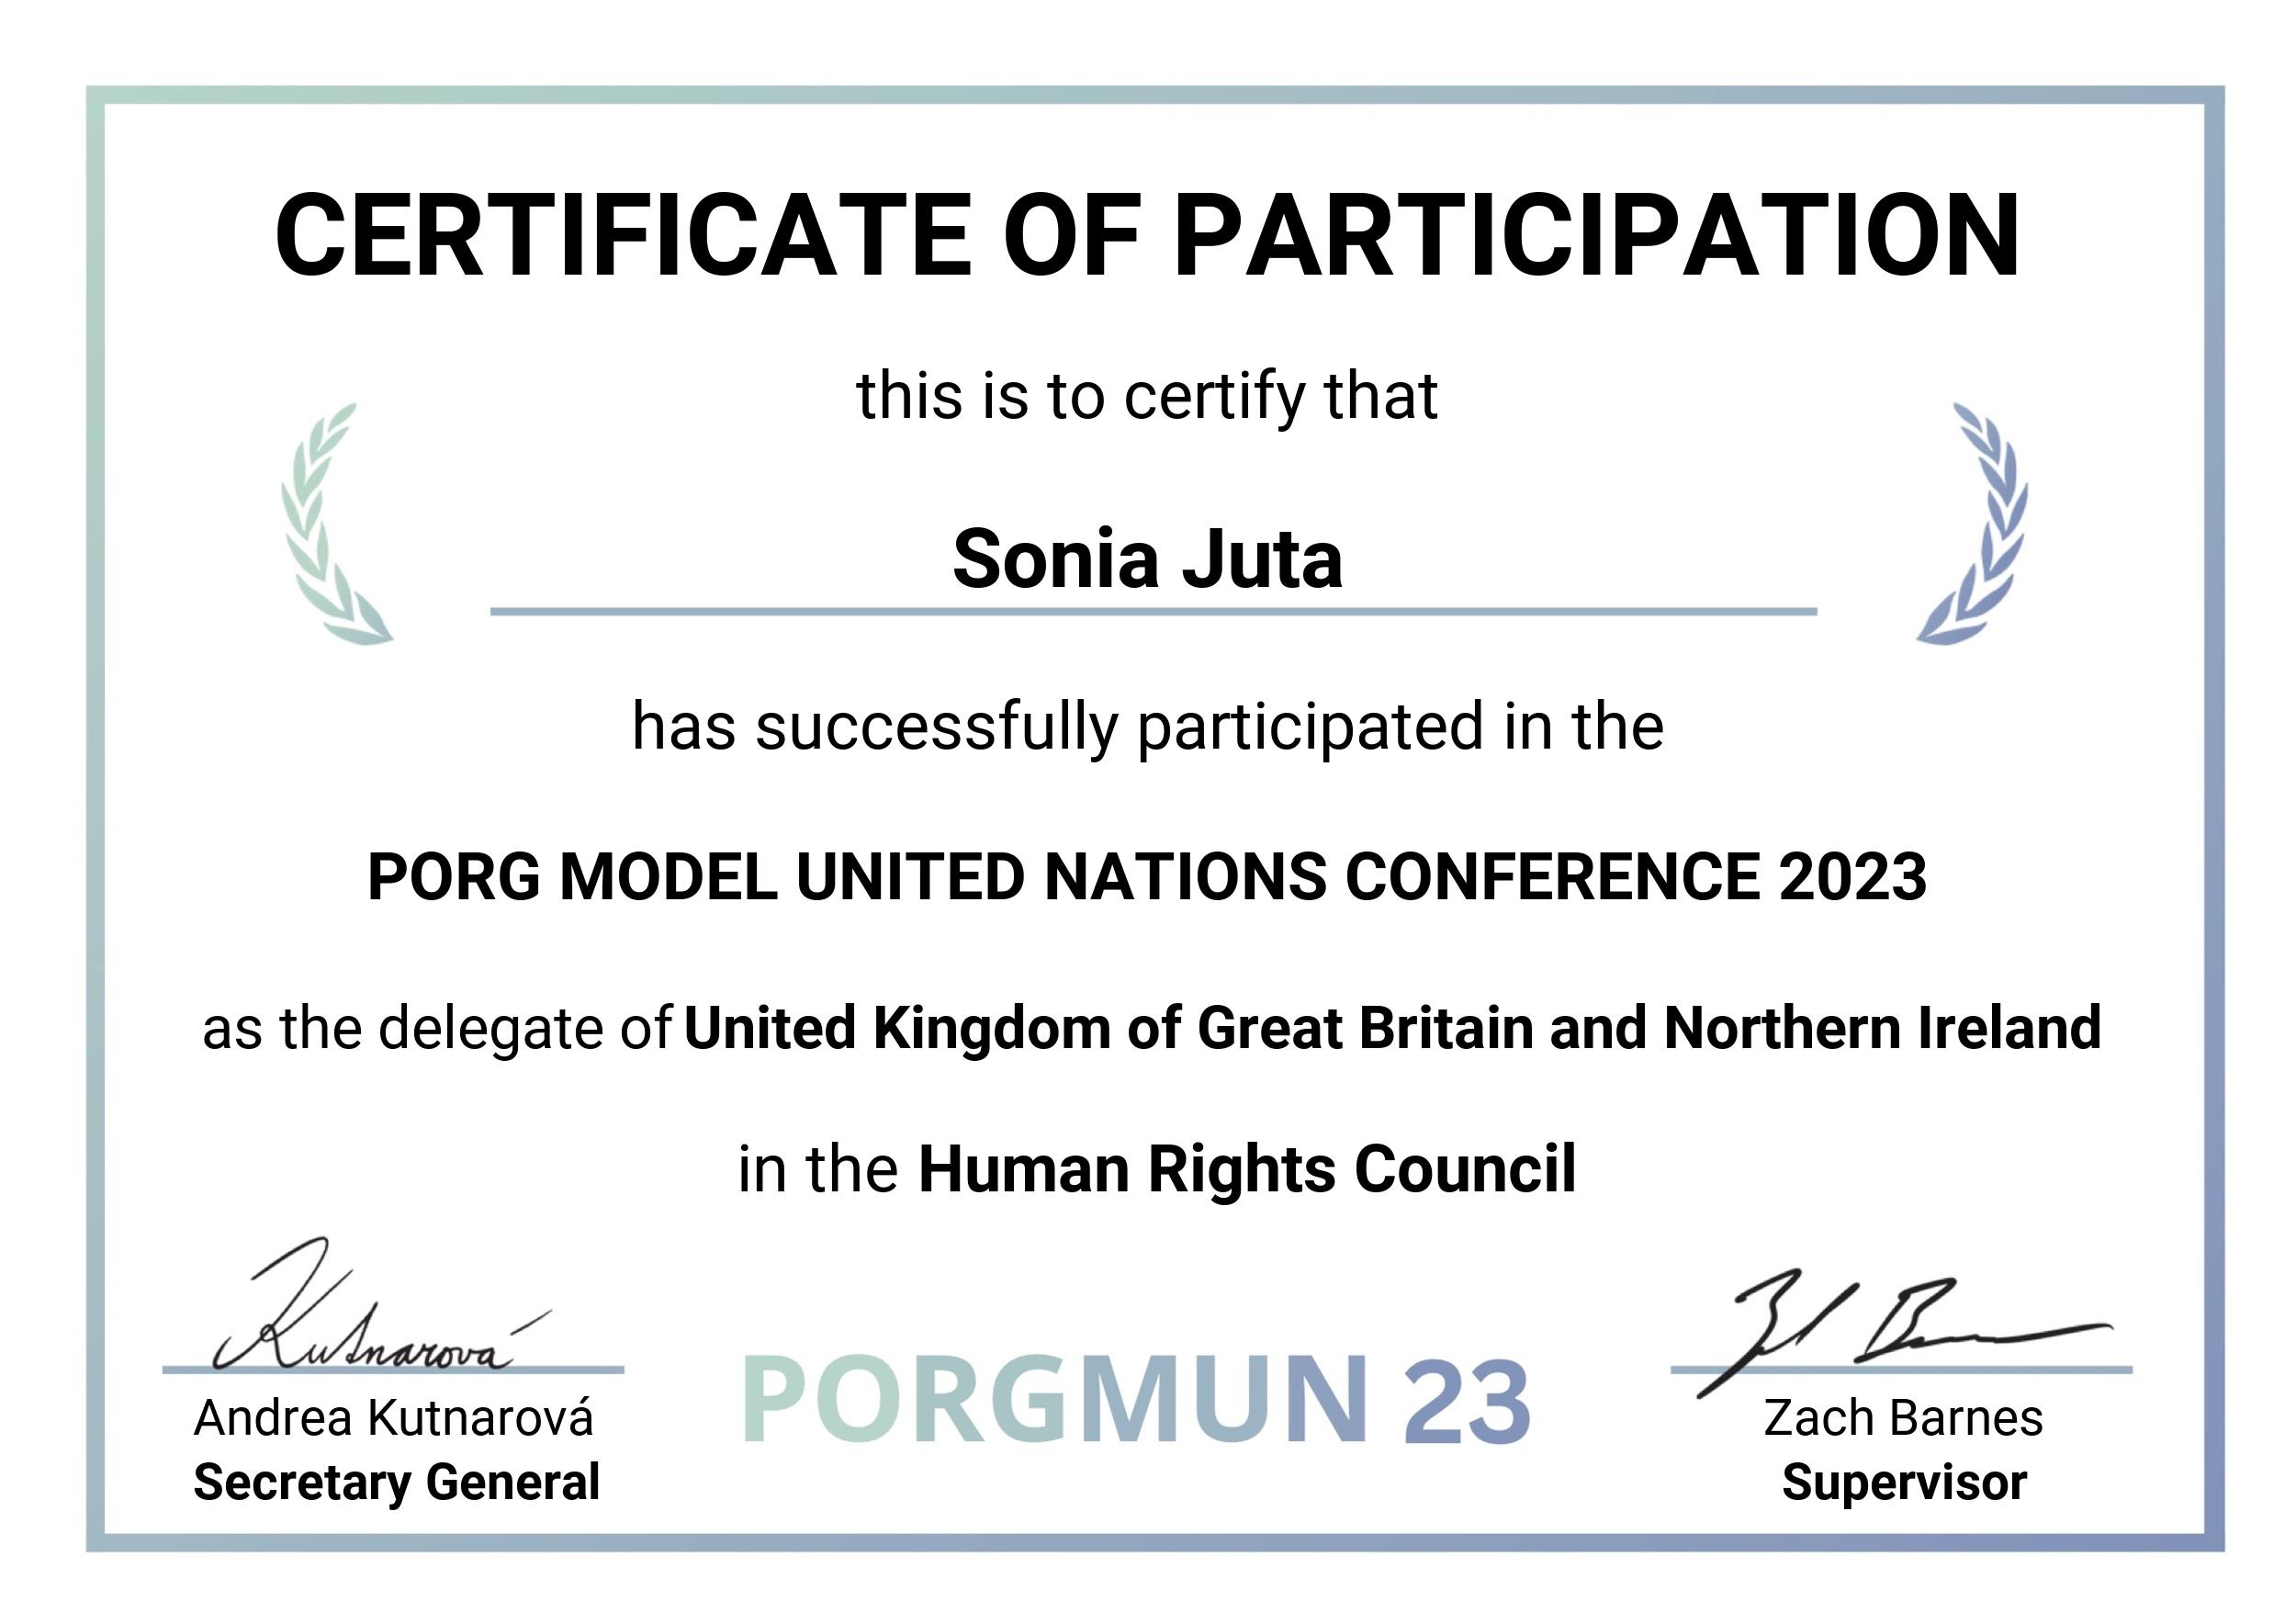 CERTIFICATE OF PARTICIPATION
this is to certify that
Sonia Juta
has successfully participated in the
PORG MODEL UNITED NATIONS CONFERENCE 2023
as the delegate of United Kingdom of Great Britain and Northern Ireland
in the Human Rights Council
Kutnarová
Andrea Kutnarová
Secretary General
PORGMUN 23
Zach Barnes
Supervisor